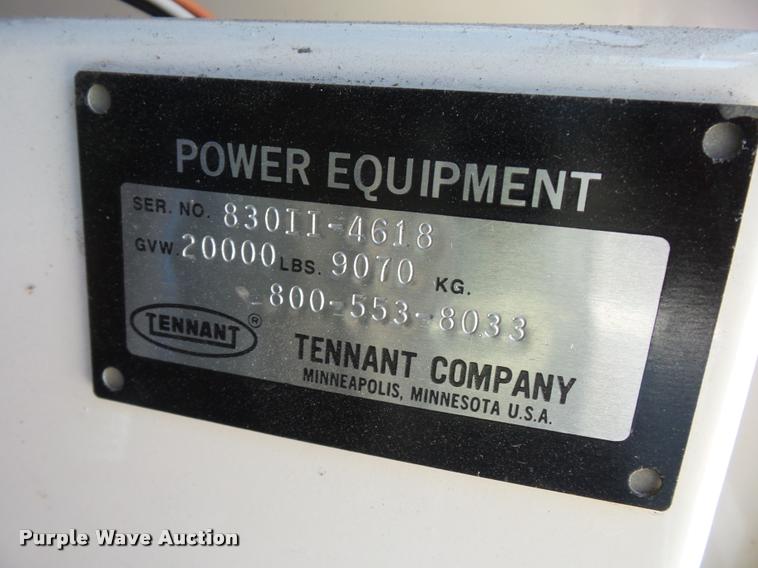 POWER EQUIPMENT
SER. NO. 830II-4618
GVW. 20000 LBS. 9070 KG.
800-553-8033
TENNANT ®
TENNANT COMPANY
MINNEAPOLIS, MINNESOTA U.S.A.
Purple Wave Auction